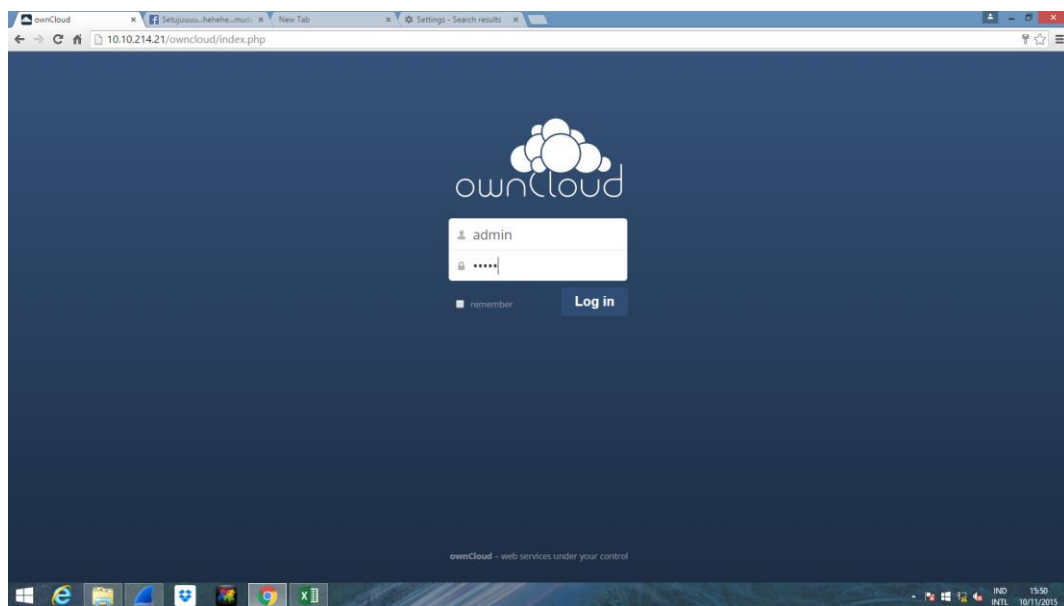 ownCloud
Setujuuuu...hehehe...mud
New Tab
Settings - Search results
10.10.214.21/owncloud/index.php
ownCloud
admin
•••••
remember
Log in
ownCloud – web services under your control
IND 15:50
INTL 10/11/2015